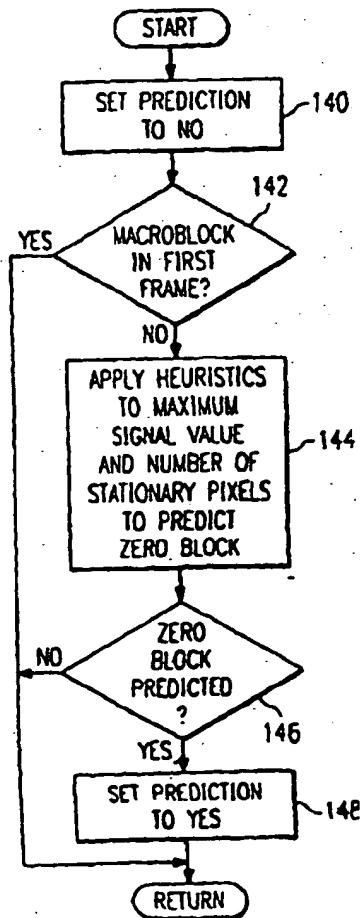 START
SET PREDICTION
TO NO
140
142
YES
MACROBLOCK
IN FIRST
FRAME?
NO
APPLY HEURISTICS
TO MAXIMUM
SIGNAL VALUE
AND NUMBER OF
STATIONARY PIXELS
TO PREDICT
ZERO BLOCK
144
NO
ZERO
BLOCK
PREDICTED
?
146
YES
SET PREDICTION
TO YES
148
RETURN